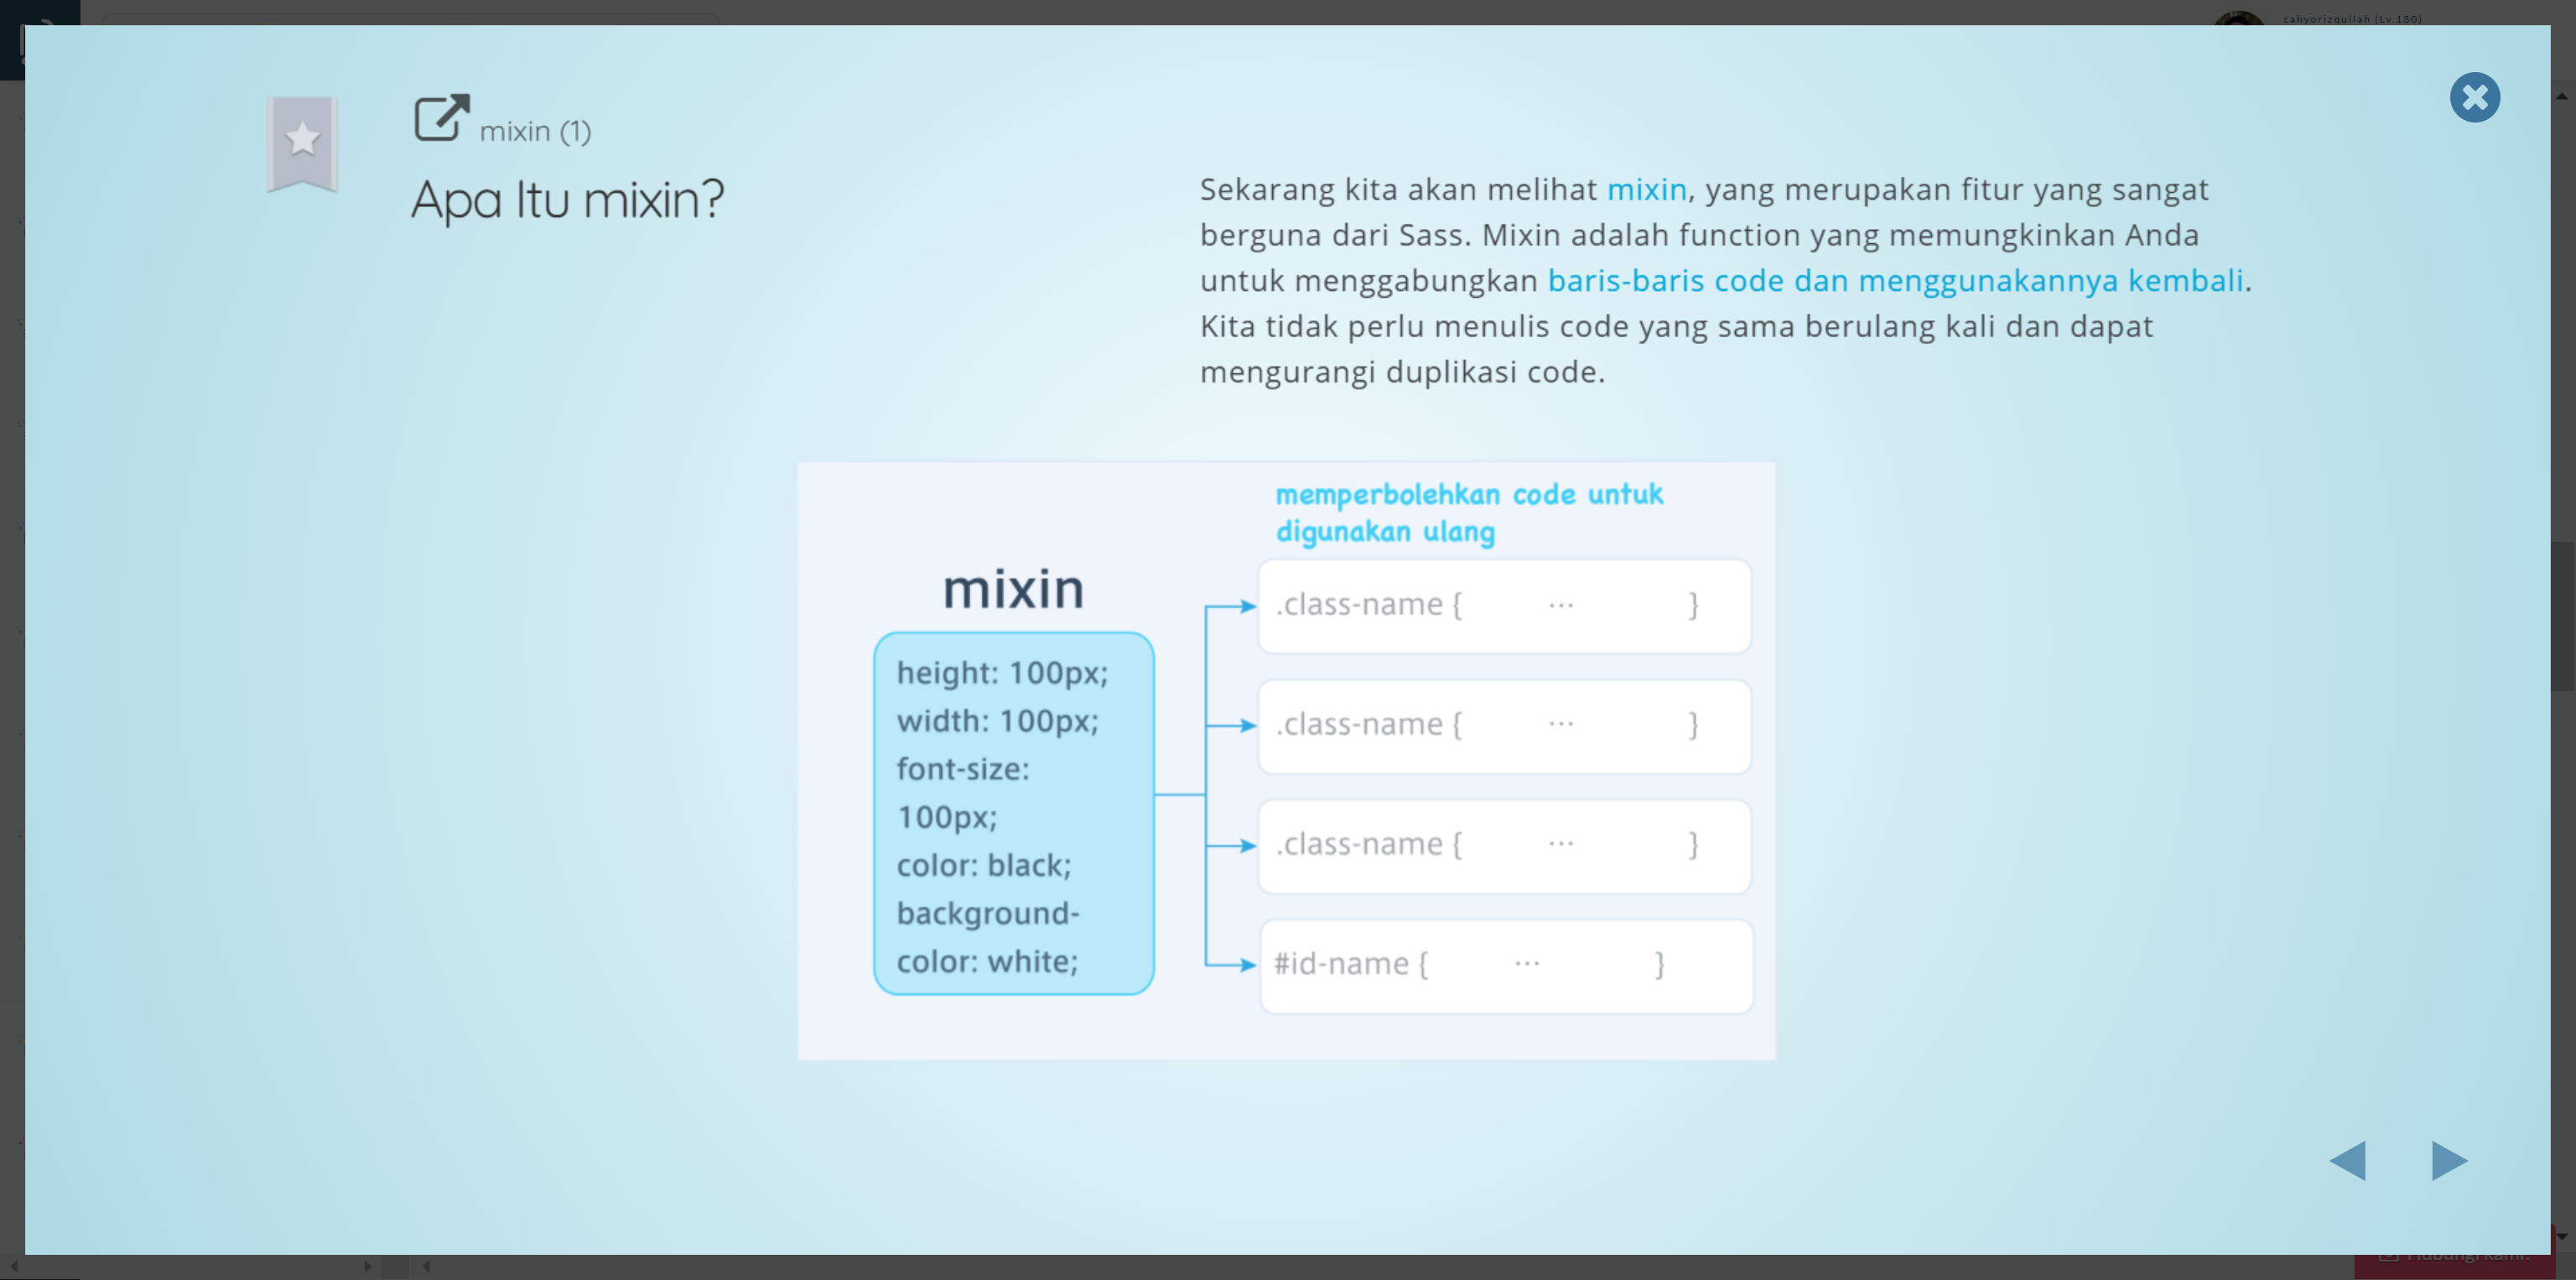 cahyorizqullah (Lv.180)
mixin (1)
Apa Itu mixin?
Sekarang kita akan melihat mixin, yang merupakan fitur yang sangat
berguna dari Sass. Mixin adalah function yang memungkinkan Anda
untuk menggabungkan baris-baris code dan menggunakannya kembali.
Kita tidak perlu menulis code yang sama berulang kali dan dapat
mengurangi duplikasi code.
memperbolehkan code untuk
digunakan ulang
mixin
height: 100px;
width: 100px;
font-size:
100px;
color: black;
background-
color: white;
.class-name { ... }
.class-name { ... }
.class-name { ... }
#id-name { ... }
Hubungi kami!